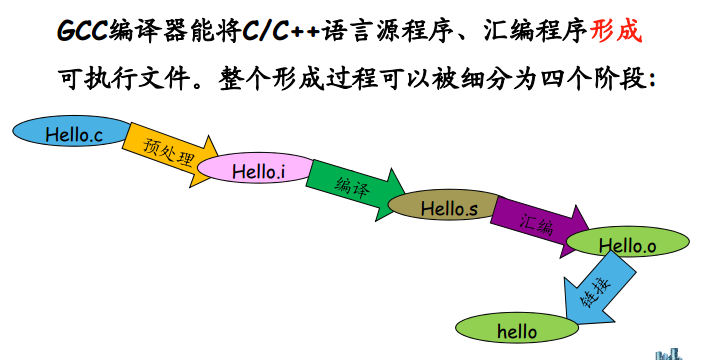 GCC编译器能将C/C++语言源程序、汇编程序形成
可执行文件。整个形成过程可以被细分为四个阶段:
Hello.c
预处理
Hello.i
编译
Hello.s
汇编
Hello.o
链接
hello